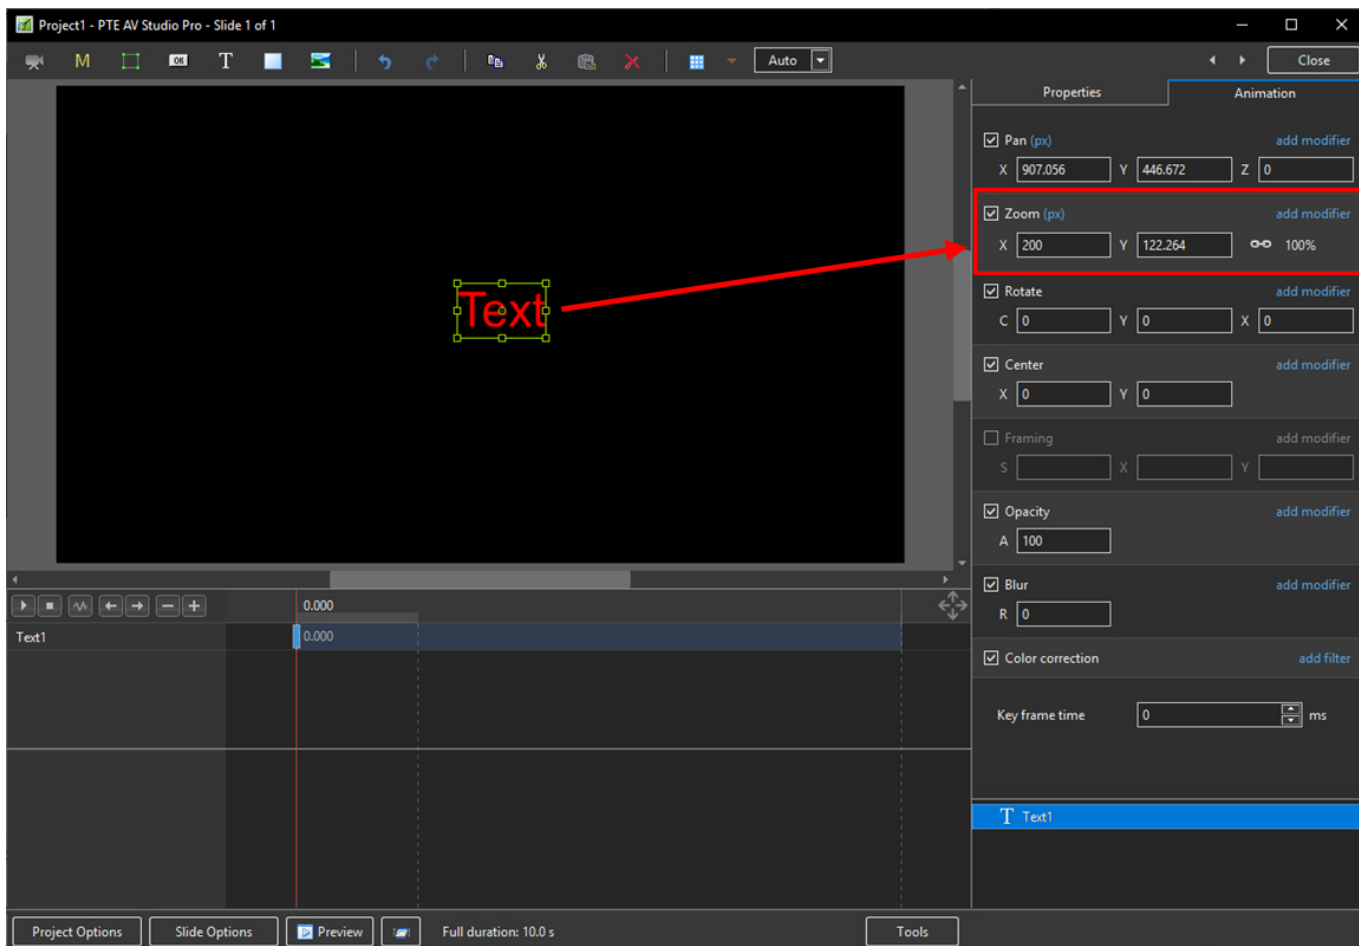 Project1 - PTE AV Studio Pro - Slide 1 of 1
M OK T Auto Close
Properties Animation
Pan (px) add modifier
X 907.056 Y 446.672 Z 0
Zoom (px) add modifier
X 200 Y 122.264 100%
Text
Rotate add modifier
C 0 Y 0 X 0
Center add modifier
X 0 Y 0
Framing add modifier
S X Y
Opacity add modifier
A 100
Blur add modifier
R 0
0.000
Text1 0.000
Color correction add filter
Key frame time 0 ms
T Text1
Project Options Slide Options Preview Full duration: 10.0 s Tools